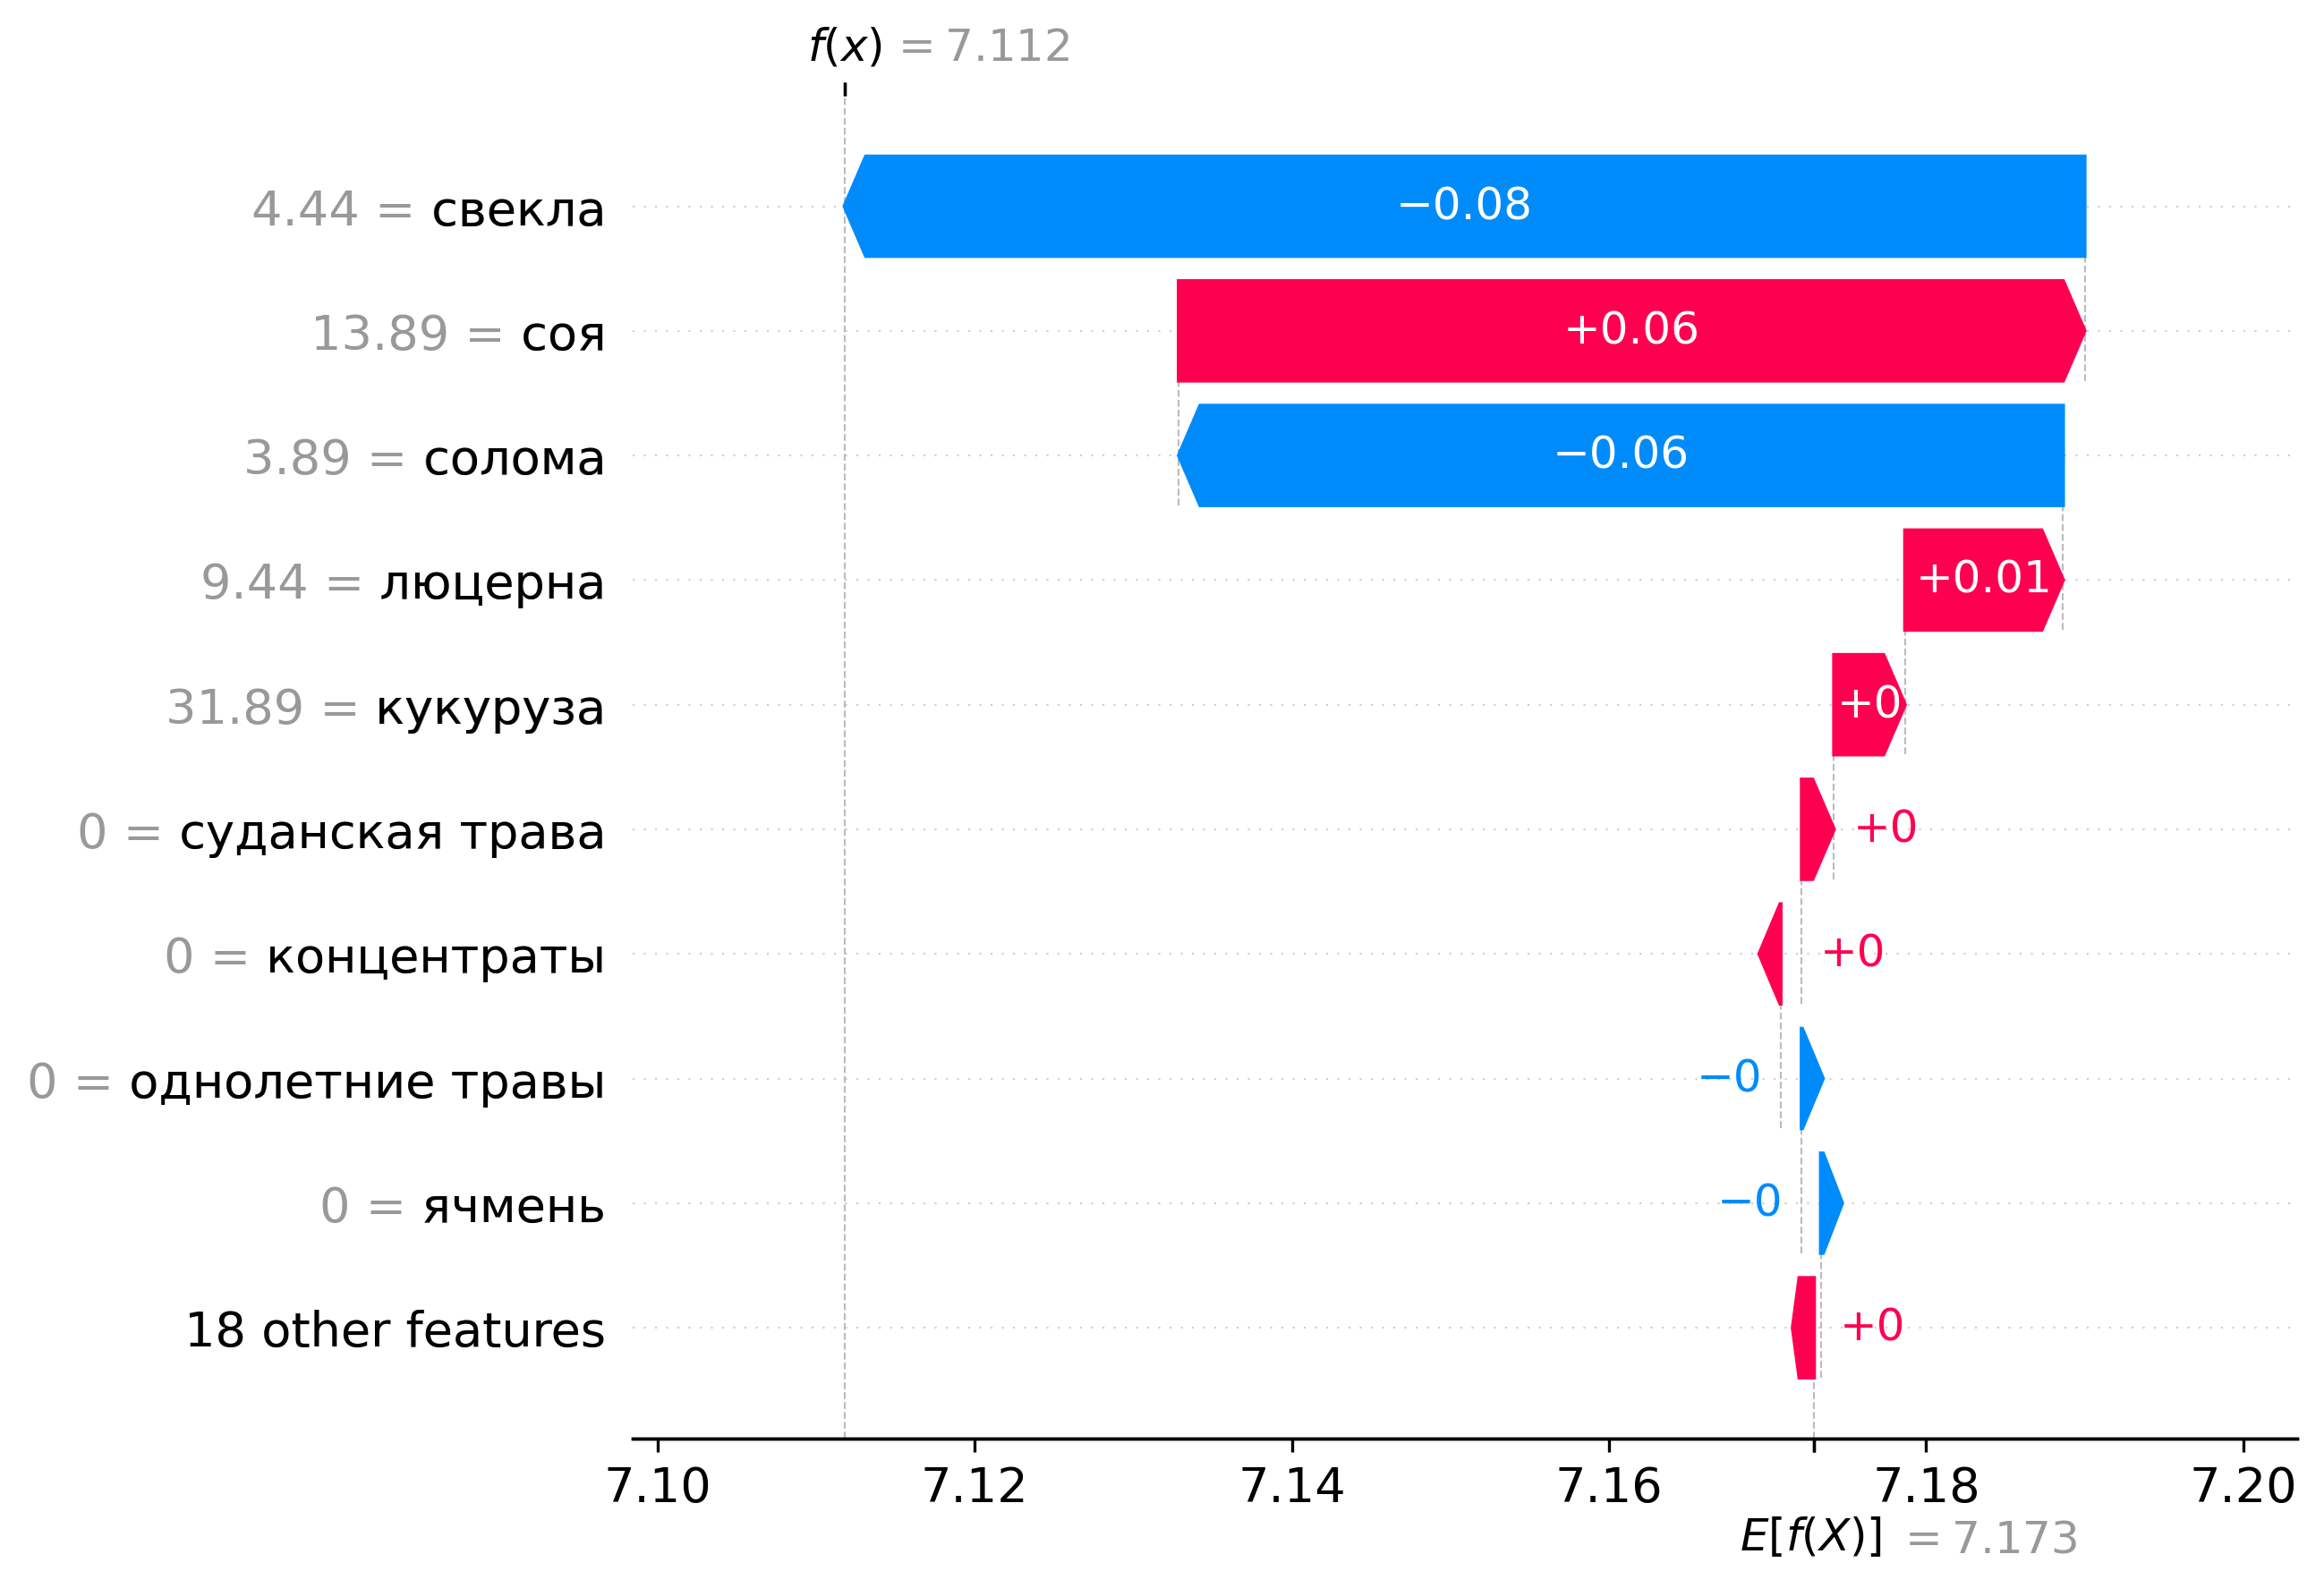 f(x) = 7.112
4.44 = свекла
−0.08
13.89 = соя
+0.06
3.89 = солома
−0.06
9.44 = люцерна
+0.01
31.89 = кукуруза
+0
0 = суданская трава
+0
0 = концентраты
+0
0 = однолетние травы
−0
0 = ячмень
−0
18 other features
+0
7.10 7.12 7.14 7.16 7.18 7.20
E[f(X)] = 7.173